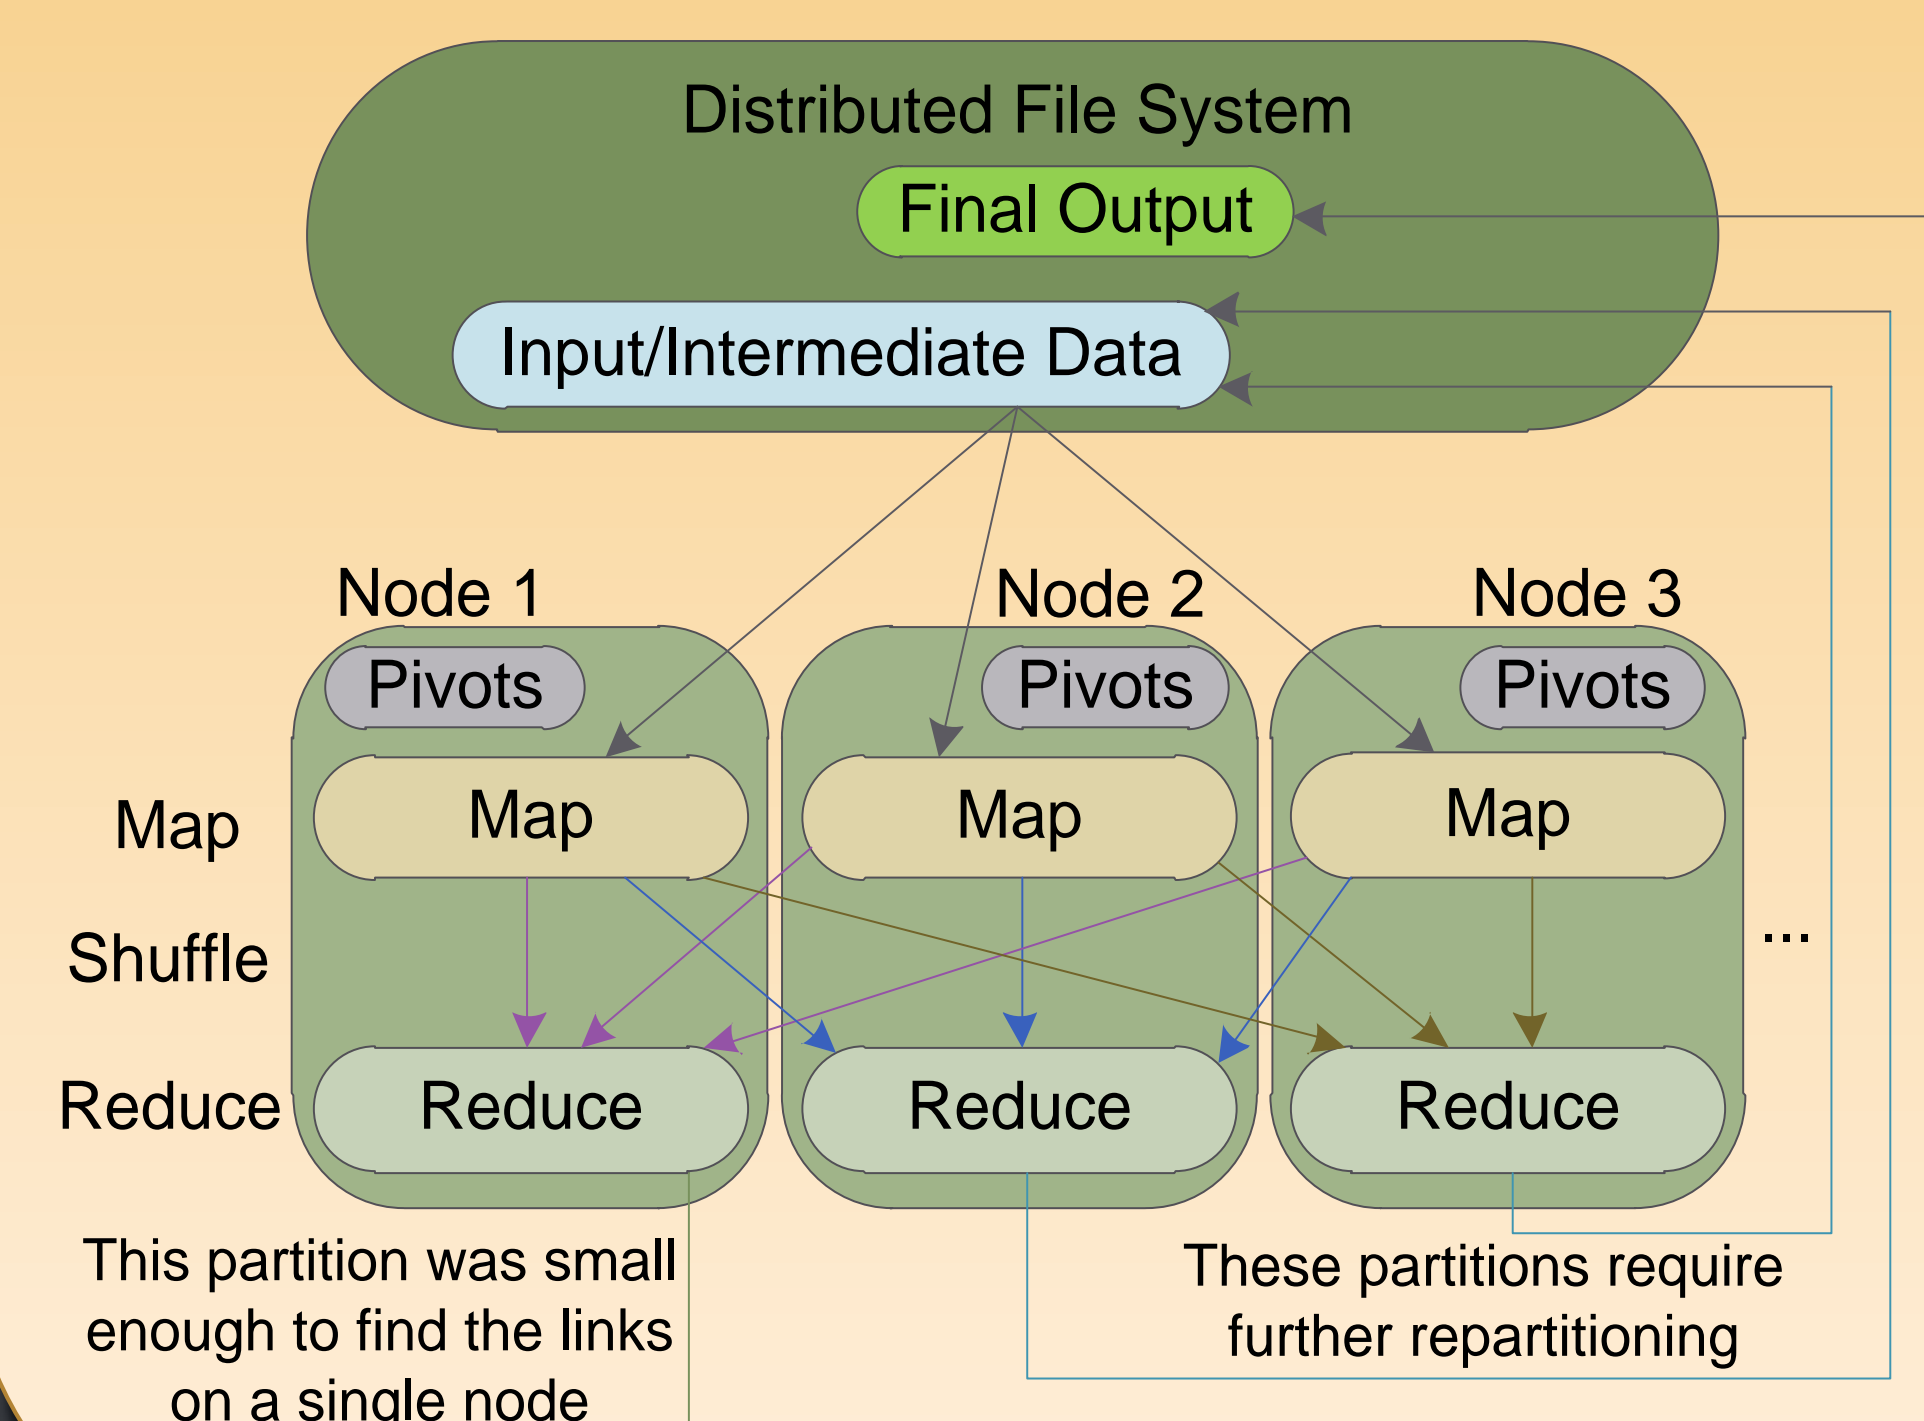 Distributed File System
Final Output
Input/Intermediate Data
Node 1
Node 2
Node 3
Pivots
Pivots
Pivots
Map
Map
Map
Map
Shuffle
...
Reduce
Reduce
Reduce
Reduce
This partition was small
enough to find the links
on a single node
These partitions require
further repartitioning